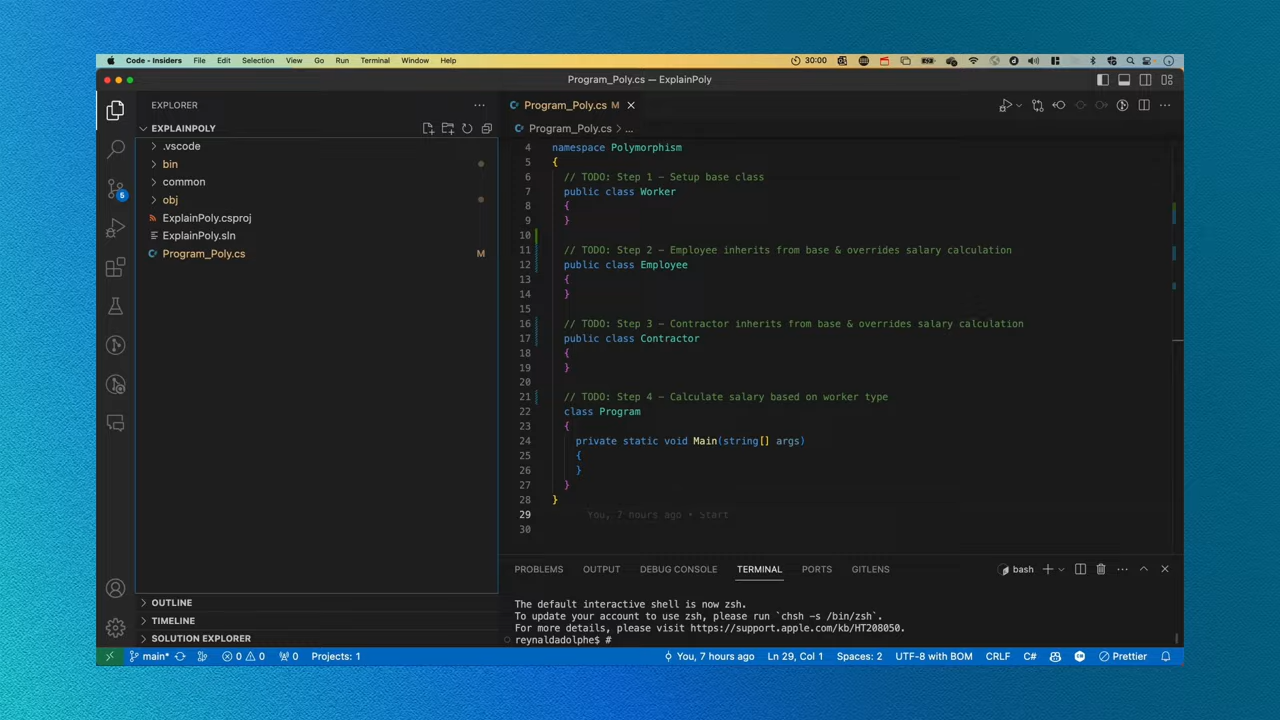 Code - Insiders File Edit Selection View Go Run Terminal Window Help 30:00
Program_Poly.cs — ExplainPoly
EXPLORER
EXPLAINPOLY
.vscode
bin
common
obj
ExplainPoly.csproj
ExplainPoly.sln
Program_Poly.cs M
5
OUTLINE
TIMELINE
SOLUTION EXPLORER
Program_Poly.cs M
Program_Poly.cs > ...
4 namespace Polymorphism
5 {
6 // TODO: Step 1 - Setup base class
7 public class Worker
8 {
9 }
10
11 // TODO: Step 2 - Employee inherits from base & overrides salary calculation
12 public class Employee
13 {
14 }
15
16 // TODO: Step 3 - Contractor inherits from base & overrides salary calculation
17 public class Contractor
18 {
19 }
20
21 // TODO: Step 4 - Calculate salary based on worker type
22 class Program
23 {
24 private static void Main(string[] args)
25 {
26 }
27 }
28 }
29 You, 7 hours ago • Start
30
PROBLEMS OUTPUT DEBUG CONSOLE TERMINAL PORTS GITLENS bash
The default interactive shell is now zsh.
To update your account to use zsh, please run `chsh -s /bin/zsh`.
For more details, please visit https://support.apple.com/kb/HT208050.
reynaldadolphe$ #
main* 0 0 0 Projects: 1 You, 7 hours ago Ln 29, Col 1 Spaces: 2 UTF-8 with BOM CRLF C# Prettier